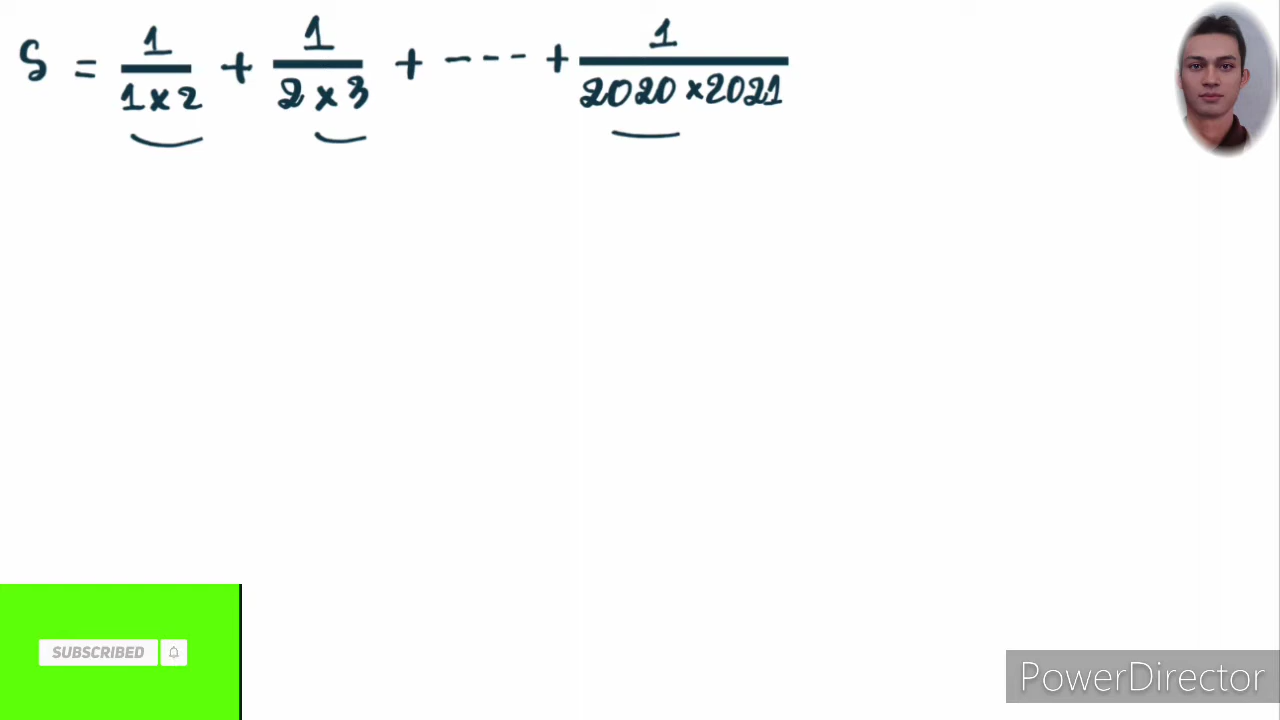 S = 1/(1×2) + 1/(2×3) + ---- + 1/(2020×2021)
SUBSCRIBED
PowerDirector